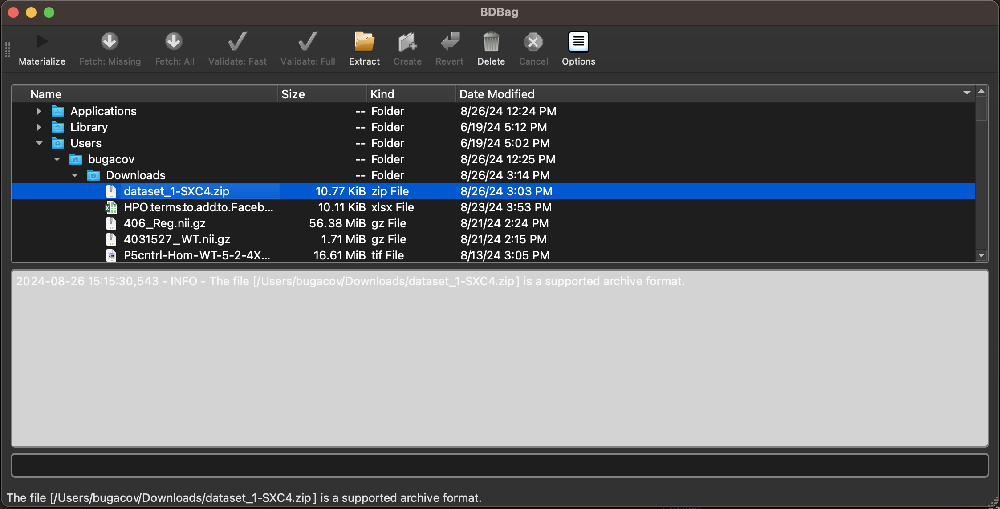 BDBag
Materialize Fetch: Missing Fetch: All Validate: Fast Validate: Full Extract Create Revert Delete Cancel Options
Name Size Kind Date Modified
Applications -- Folder 8/26/24 12:24 PM
Library -- Folder 6/19/24 5:12 PM
Users -- Folder 6/19/24 5:02 PM
bugacov -- Folder 8/26/24 12:25 PM
Downloads -- Folder 8/26/24 3:14 PM
dataset_1-SXC4.zip 10.77 KiB zip File 8/26/24 3:03 PM
HPO.terms.to.add.to.Faceb... 10.11 KiB xlsx File 8/23/24 3:53 PM
406_Reg.nii.gz 56.38 MiB gz File 8/21/24 2:24 PM
4031527_WT.nii.gz 1.71 MiB gz File 8/21/24 2:15 PM
P5cntrl-Hom-WT-5-2-4X... 16.61 MiB tif File 8/13/24 3:05 PM
2024-08-26 15:15:30,543 - INFO - The file [/Users/bugacov/Downloads/dataset_1-SXC4.zip] is a supported archive format.
The file [/Users/bugacov/Downloads/dataset_1-SXC4.zip] is a supported archive format.